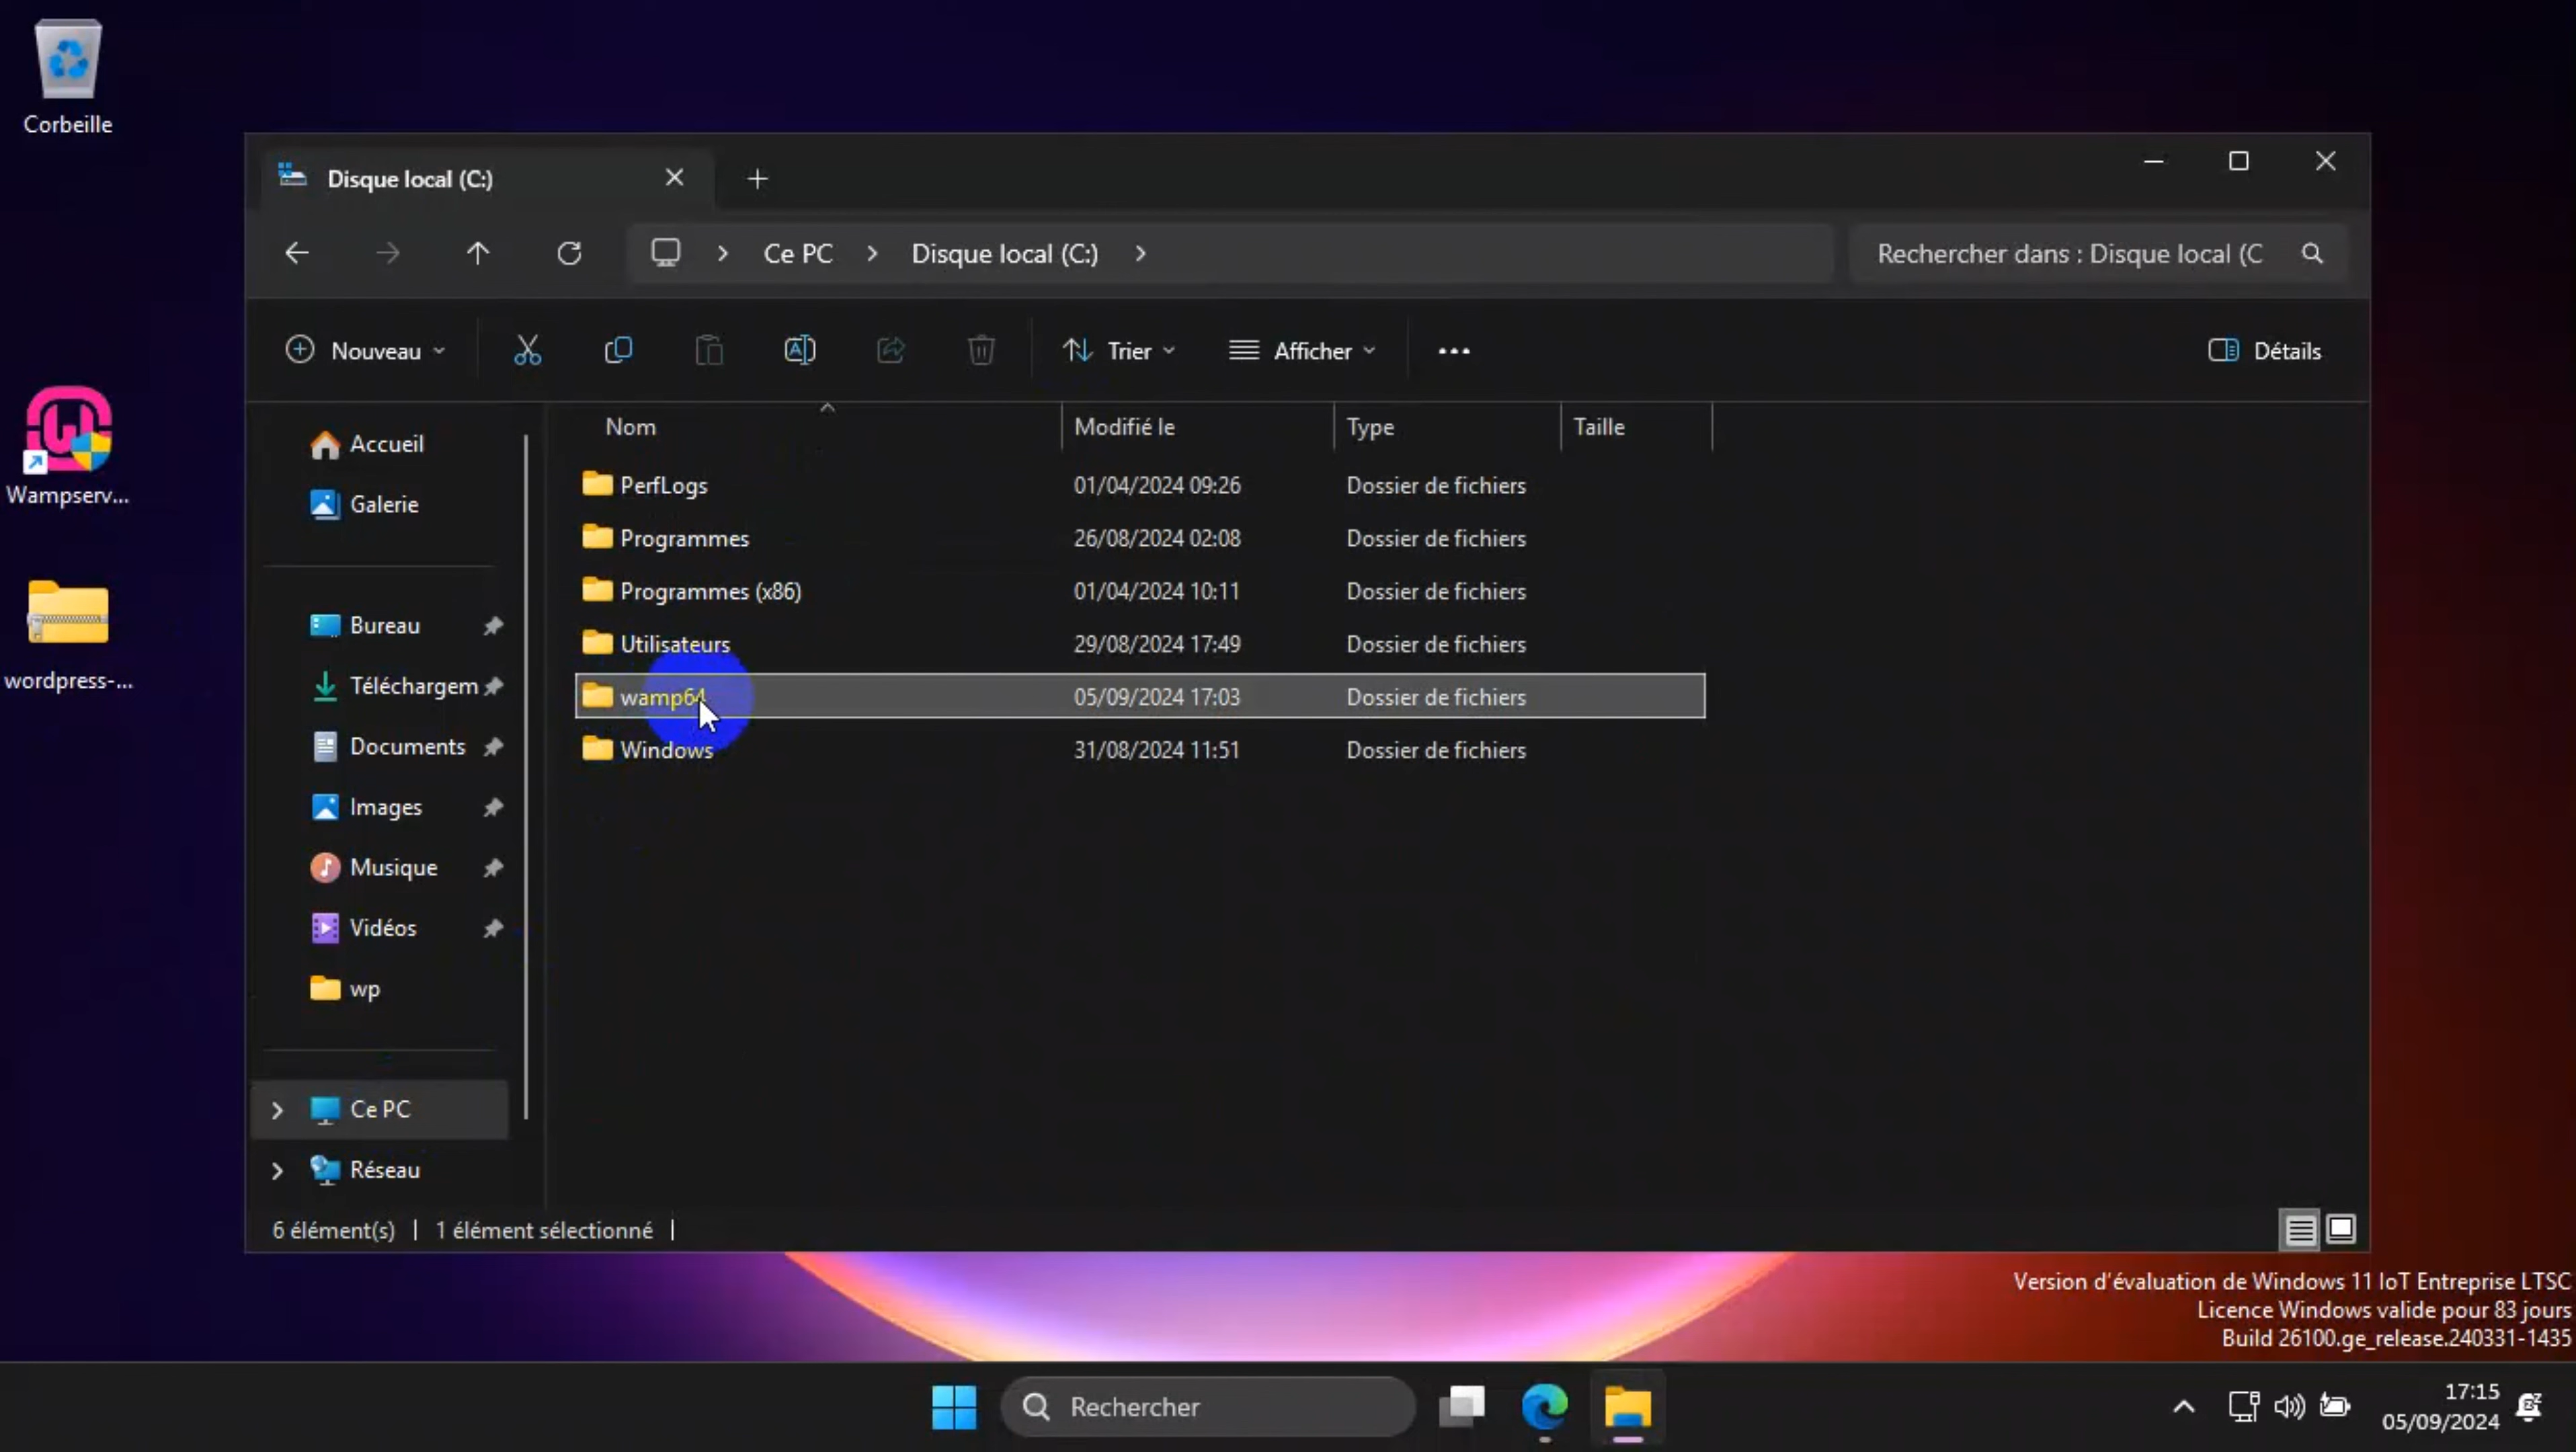 Corbeille
Wampserv...
wordpress-...
Disque local (C:)
Ce PC
Disque local (C:)
Rechercher dans : Disque local (C
Nouveau
Trier
Afficher
Détails
Accueil
Galerie
Bureau
Téléchargem
Documents
Images
Musique
Vidéos
wp
Ce PC
Réseau
Nom Modifié le Type Taille
PerfLogs 01/04/2024 09:26 Dossier de fichiers
Programmes 26/08/2024 02:08 Dossier de fichiers
Programmes (x86) 01/04/2024 10:11 Dossier de fichiers
Utilisateurs 29/08/2024 17:49 Dossier de fichiers
wamp64 05/09/2024 17:03 Dossier de fichiers
Windows 31/08/2024 11:51 Dossier de fichiers
6 élément(s) 1 élément sélectionné
Version d'évaluation de Windows 11 IoT Entreprise LTSC
Licence Windows valide pour 83 jours
Build 26100.ge_release.240331-1435
Rechercher
17:15
05/09/2024